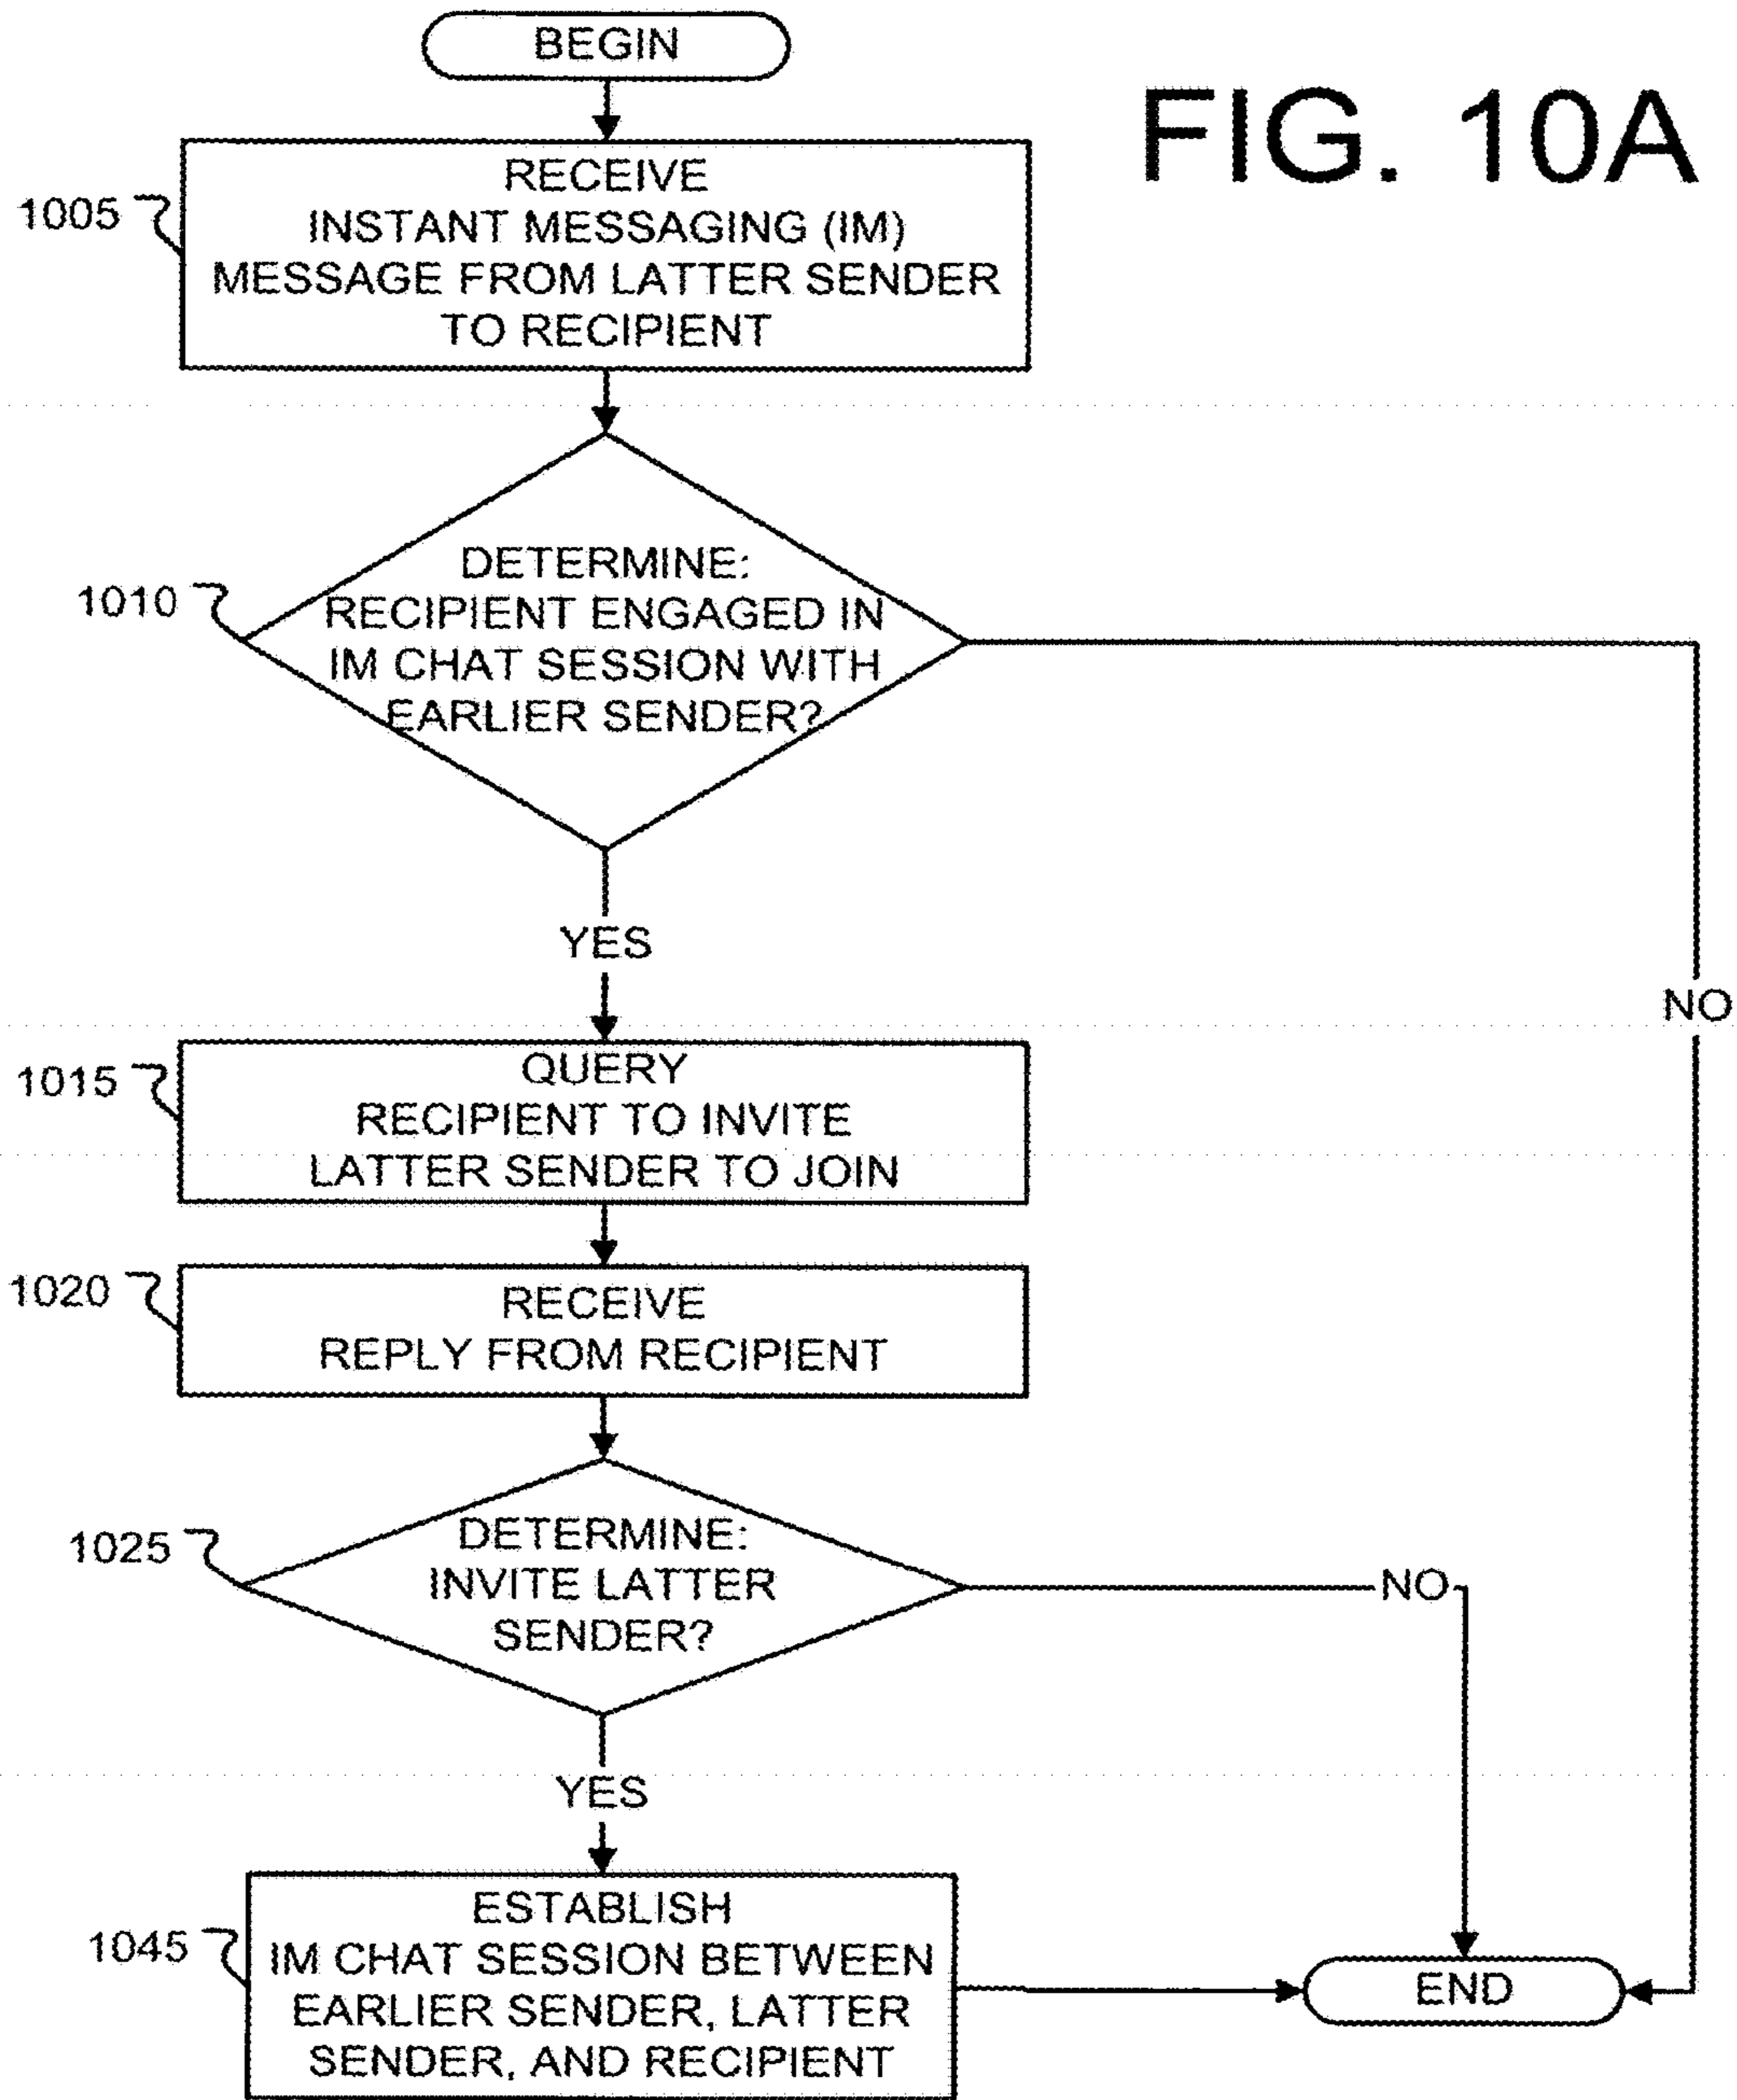 BEGIN
FIG. 10A
1005
RECEIVE
INSTANT MESSAGING (IM)
MESSAGE FROM LATTER SENDER
TO RECIPIENT
1010
DETERMINE:
RECIPIENT ENGAGED IN
IM CHAT SESSION WITH
EARLIER SENDER?
YES
NO
1015
QUERY
RECIPIENT TO INVITE
LATTER SENDER TO JOIN
1020
RECEIVE
REPLY FROM RECIPIENT
1025
DETERMINE:
INVITE LATTER
SENDER?
NO
YES
1045
ESTABLISH
IM CHAT SESSION BETWEEN
EARLIER SENDER, LATTER
SENDER, AND RECIPIENT
END